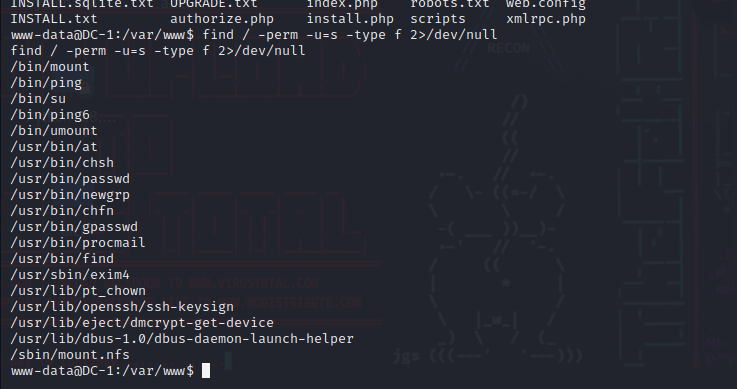 INSTALL.sqlite.txt UPGRADE.txt index.php robots.txt web.config
INSTALL.txt authorize.php install.php scripts xmlrpc.php
www-data@DC-1:/var/www$ find / -perm -u=s -type f 2>/dev/null
find / -perm -u=s -type f 2>/dev/null
/bin/mount
/bin/ping
/bin/su
/bin/ping6
/bin/umount
/usr/bin/at
/usr/bin/chsh
/usr/bin/passwd
/usr/bin/newgrp
/usr/bin/chfn
/usr/bin/gpasswd
/usr/bin/procmail
/usr/bin/find
/usr/sbin/exim4
/usr/lib/pt_chown
/usr/lib/openssh/ssh-keysign
/usr/lib/eject/dmcrypt-get-device
/usr/lib/dbus-1.0/dbus-daemon-launch-helper
/sbin/mount.nfs
www-data@DC-1:/var/www$
RECON
jgs